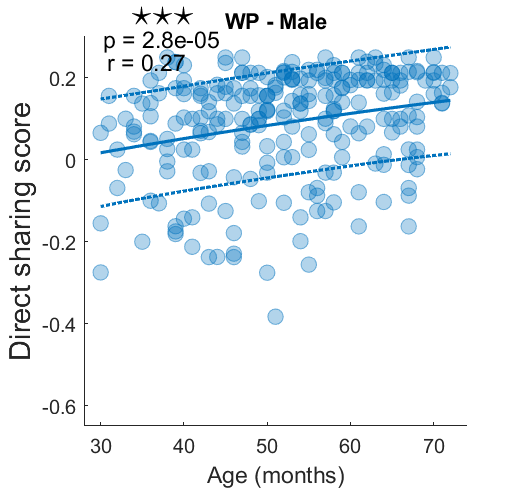 ★★★
WP - Male
p = 2.8e-05
r = 0.27
Direct sharing score
0.2
0
-0.2
-0.4
-0.6
30 40 50 60 70
Age (months)